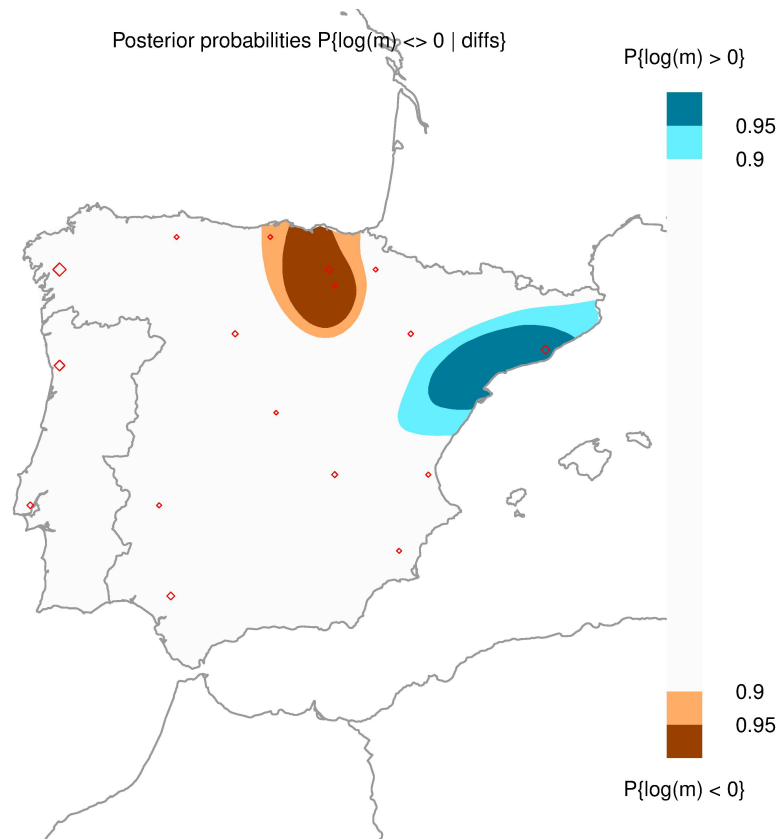 Posterior probabilities P{log(m) <> 0 | diffs}
P{log(m) > 0}
0.95
0.9
0.9
0.95
P{log(m) < 0}